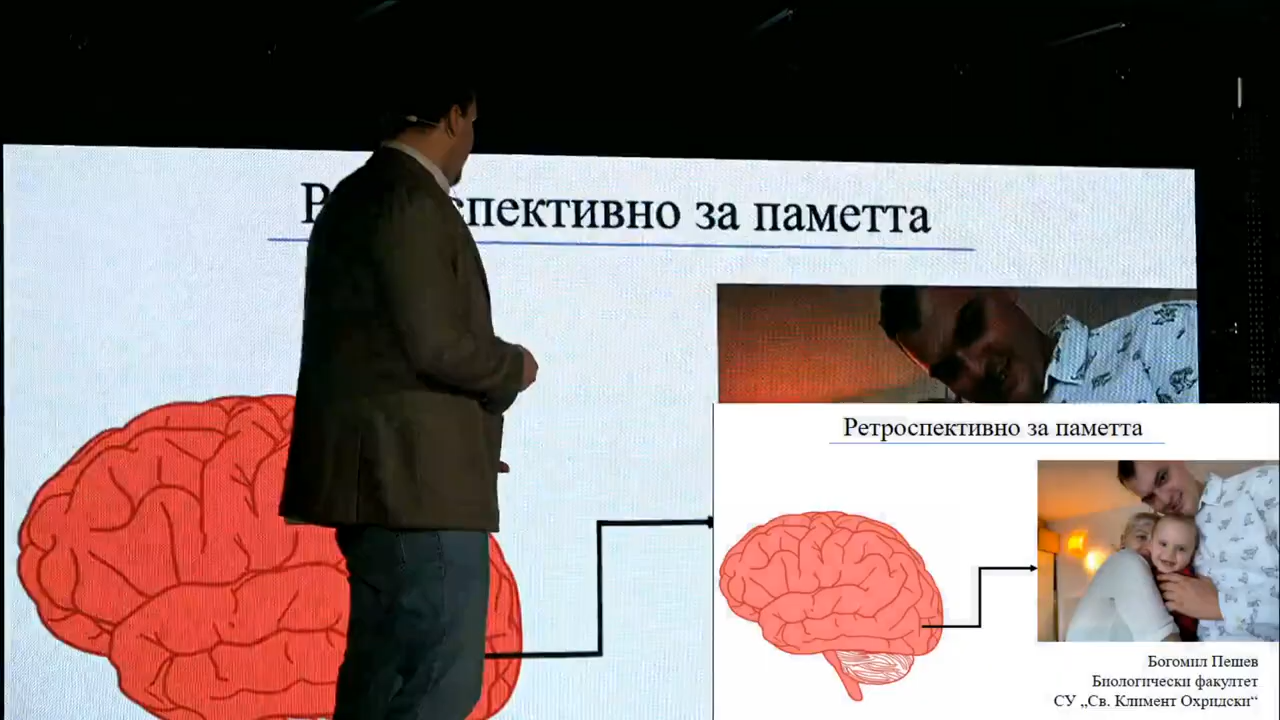 спективно за паметта
Ретроспективно за паметта
Богомил Пешев
Биологически факултет
СУ „Св. Климент Охридски“